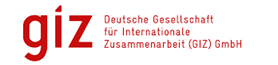 giz
Deutsche Gesellschaft
für Internationale
Zusammenarbeit (GIZ) GmbH